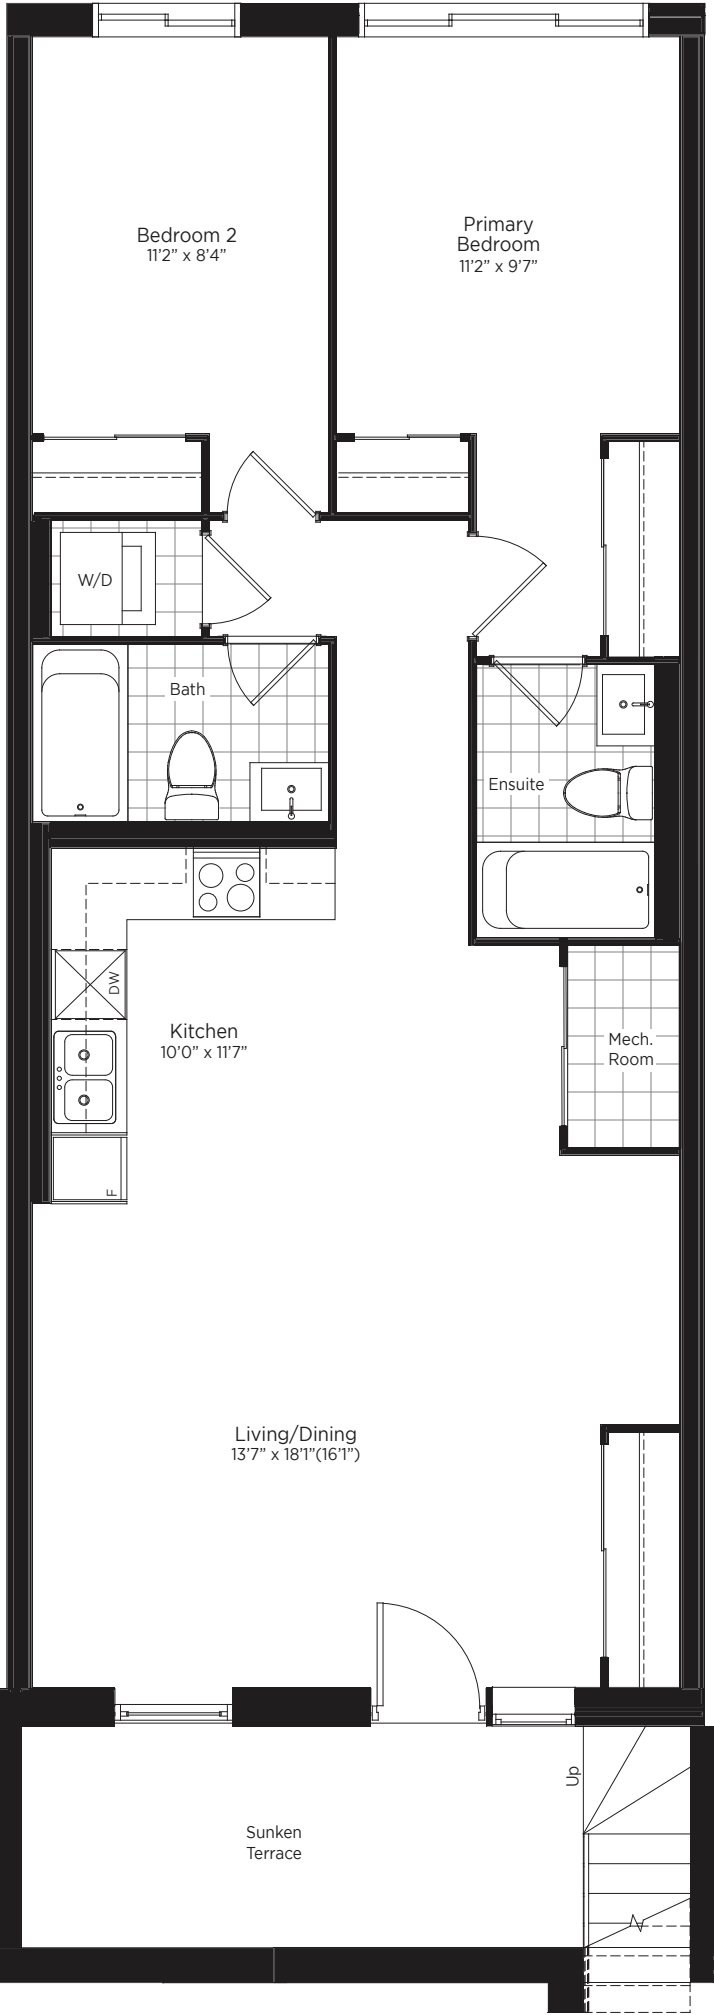 Bedroom 2
11’2” x 8’4”
Primary
Bedroom
11’2” x 9’7”
W/D
Bath
Ensuite
DW
Kitchen
10’0” x 11’7”
Mech.
Room
F
Living/Dining
13’7” x 18’1”(16’1”)
Up
Sunken
Terrace